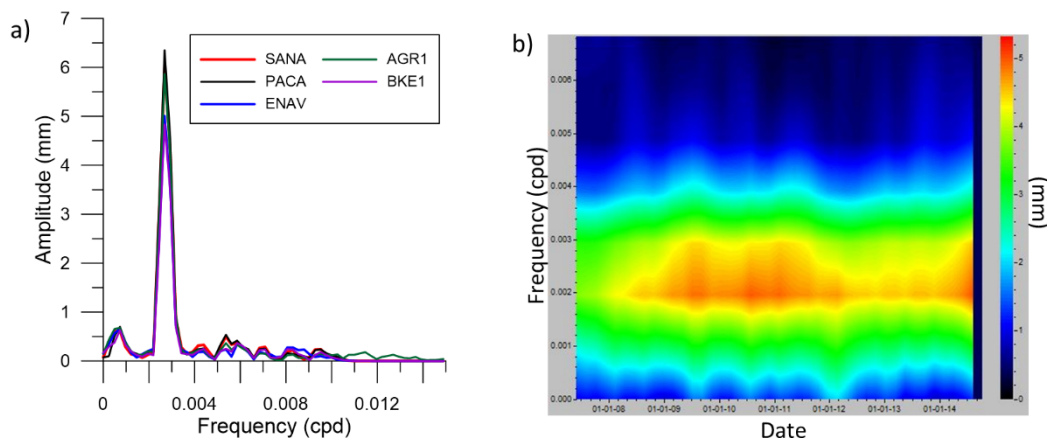 a)
7
6
5
4
3
2
1
0
Amplitude (mm)
SANA
PACA
ENAV
AGR1
BKE1
0
0.004
0.008
0.012
Frequency (cpd)
b)
0.006
0.005
0.004
0.003
0.002
0.001
0.000
Frequency (cpd)
01-01-08
01-01-09
01-01-10
01-01-11
01-01-12
01-01-13
01-01-14
Date
5
4
3
2
1
0
(mm)